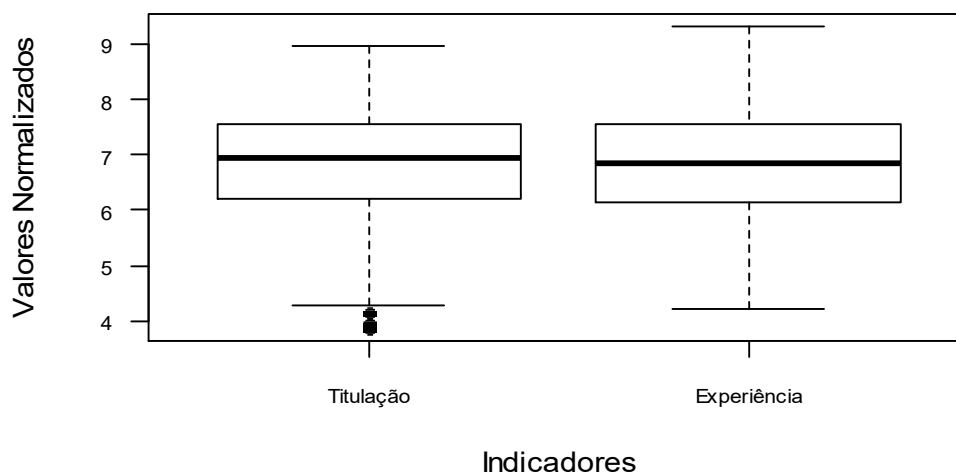 Valores Normalizados
9
8
7
6
5
4
Titulação
Experiência
Indicadores